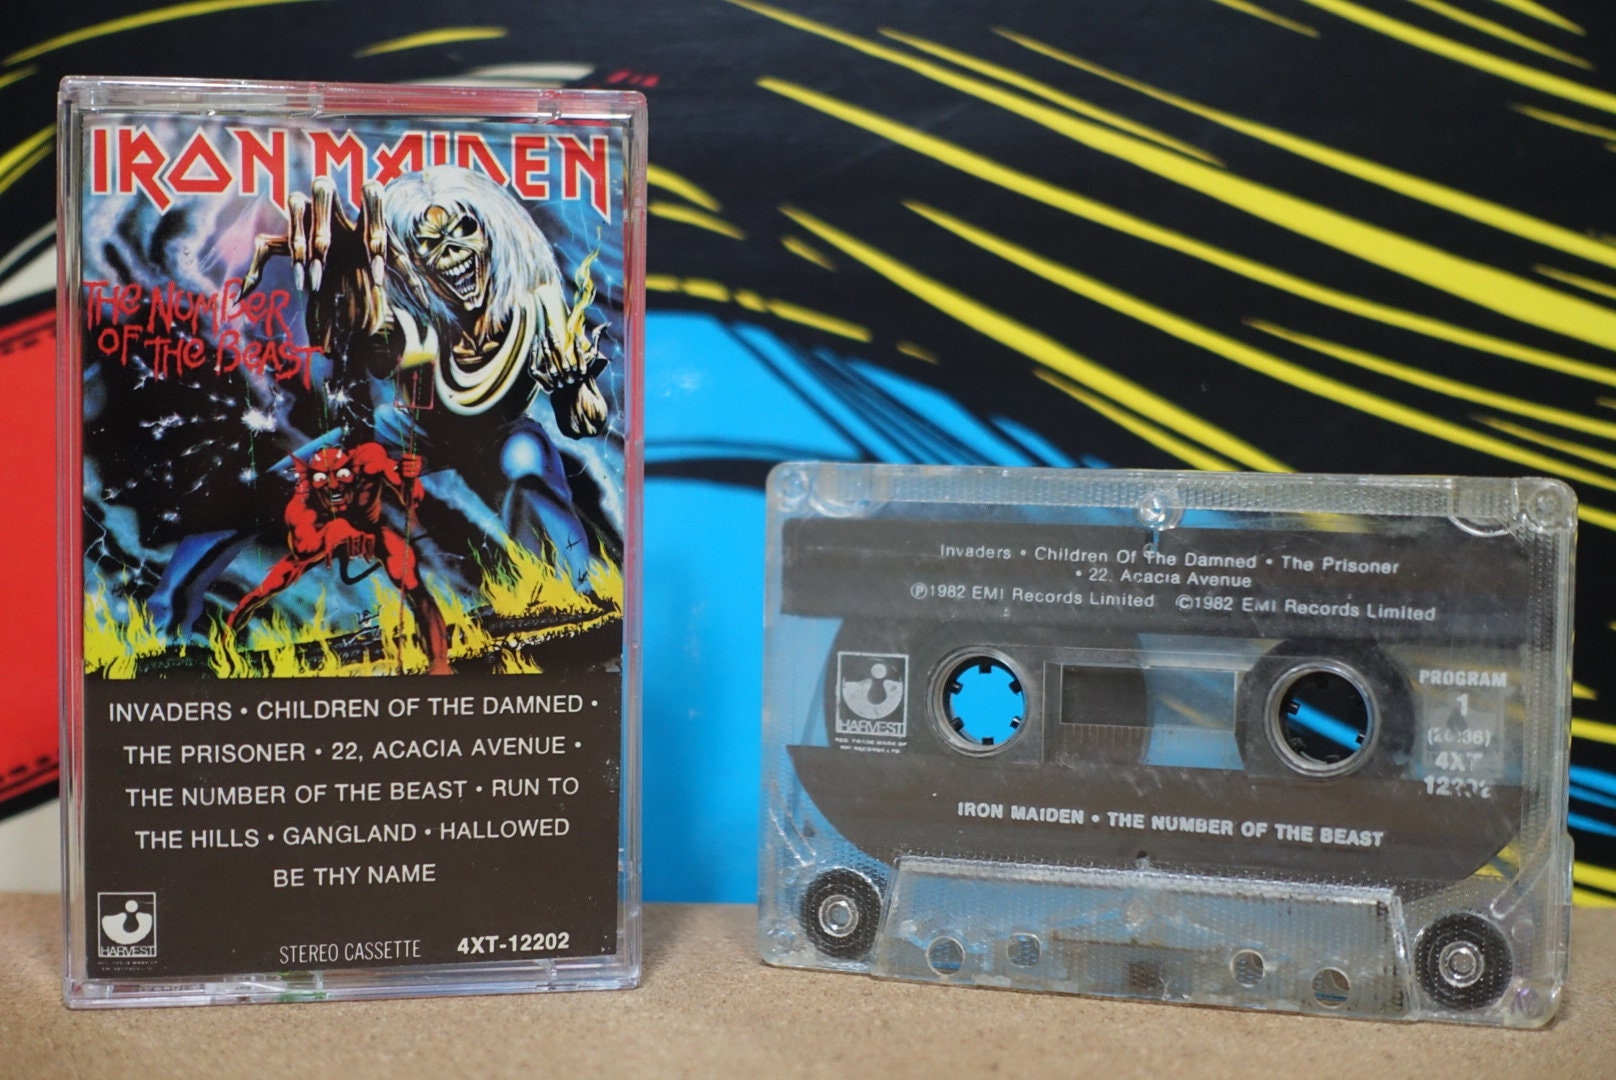 IRON MAIDEN
THE NUMBER
OF THE BEAST
INVADERS • CHILDREN OF THE DAMNED •
THE PRISONER • 22, ACACIA AVENUE •
THE NUMBER OF THE BEAST • RUN TO
THE HILLS • GANGLAND • HALLOWED
BE THY NAME
HARVEST
STEREO CASSETTE 4XT-12202
Invaders • Children Of The Damned • The Prisoner
• 22, Acacia Avenue
℗1982 EMI Records Limited ©1982 EMI Records Limited
HARVEST
PROGRAM
1
4XT
IRON MAIDEN • THE NUMBER OF THE BEAST